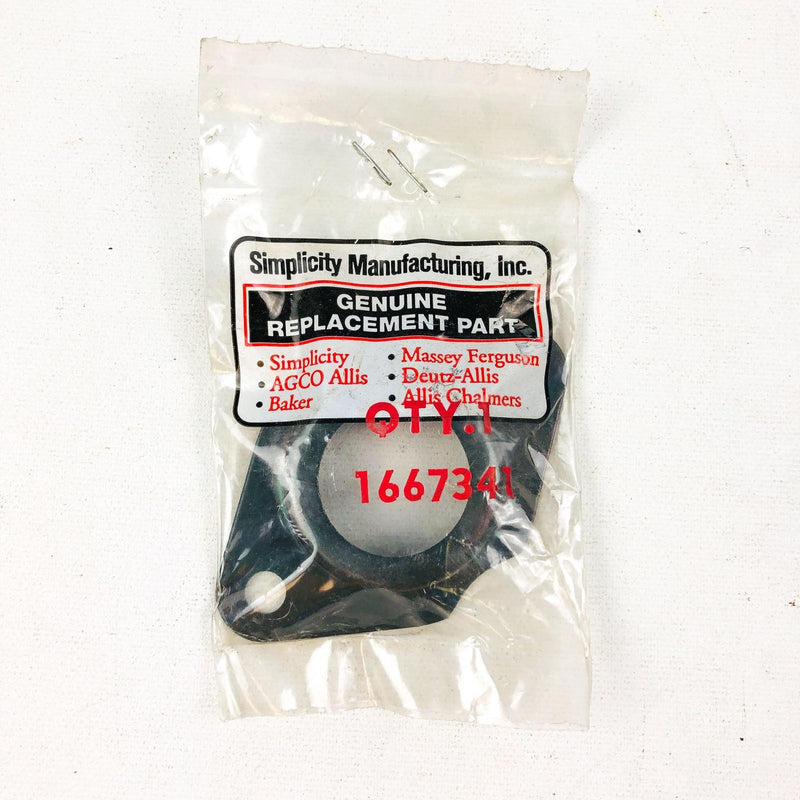 Simplicity Manufacturing, Inc.
GENUINE
REPLACEMENT PART
• Simplicity
• AGCO Allis
• Baker
• Massey Ferguson
• Deutz-Allis
• Allis Chalmers
QTY.1
1667341